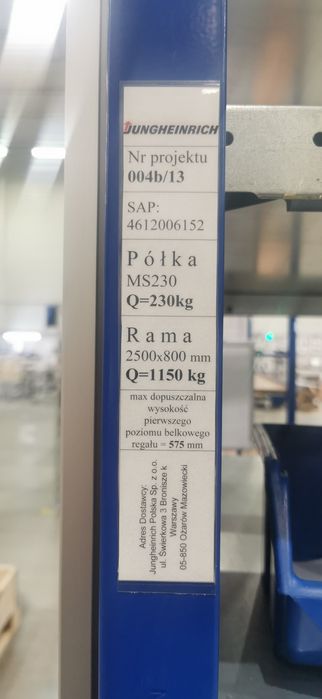 JUNGHEINRICH
Nr projektu
004b/13
SAP:
4612006152
Półka
MS230
Q=230kg
Rama
2500x800 mm
Q=1150 kg
max dopuszczalna
wysokość
pierwszego
poziomu belkowego
regału = 575 mm
Adres Dostawcy:
Jungheinrich Polska Sp. z o.o.
ul. Świerkowa 3 Bronisze k
Warszawy
05-850 Ożarów Mazowiecki